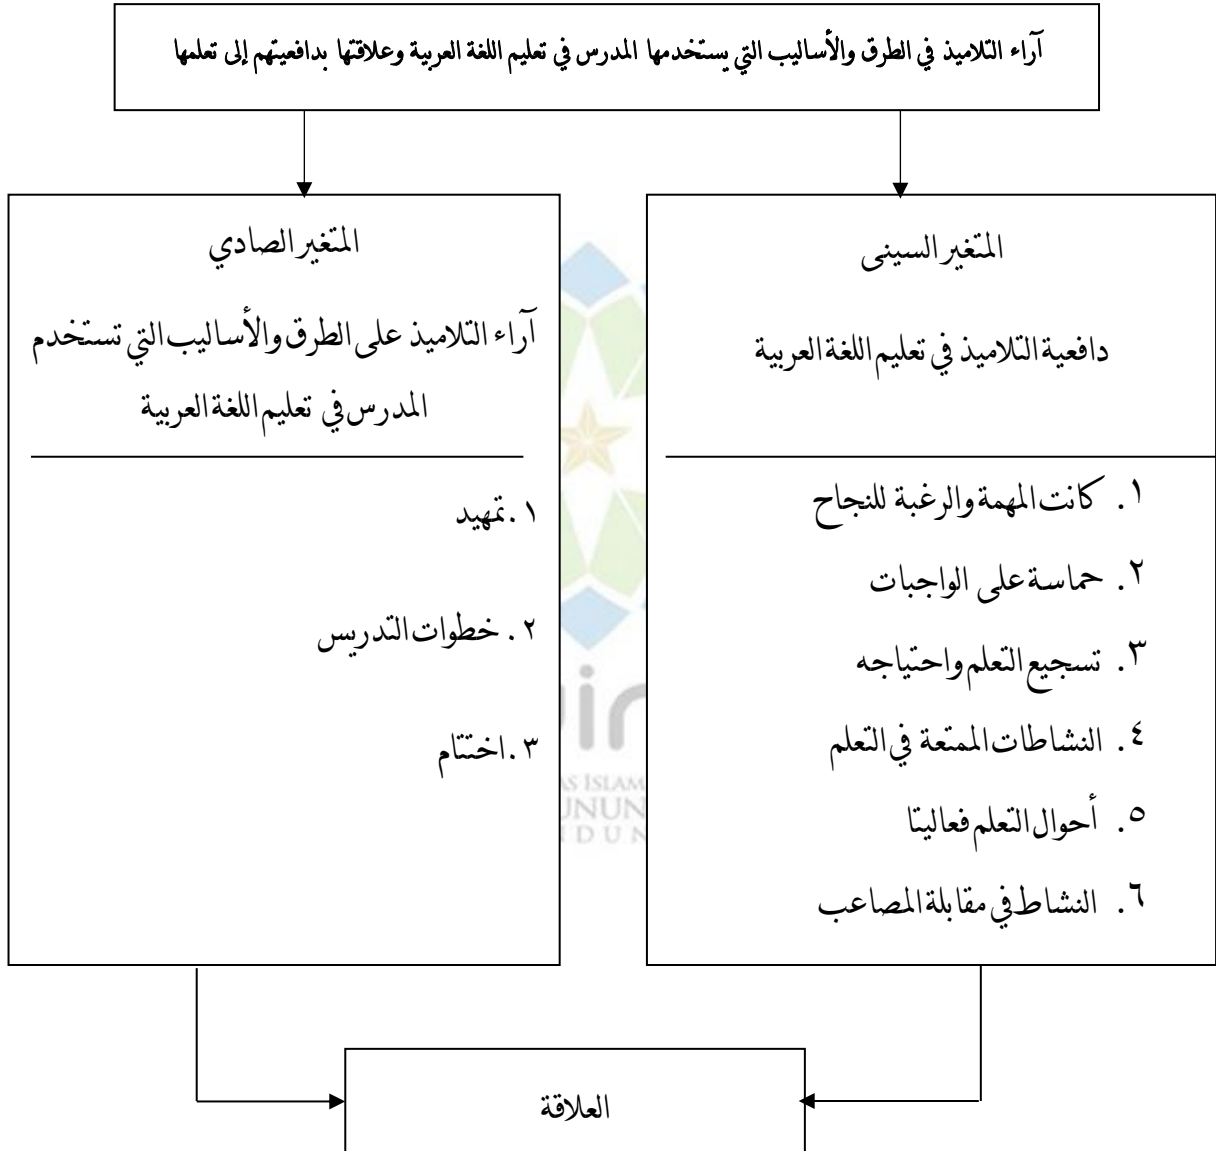 آراء التلاميذ في الطرق والأساليب التي يستخدمها المدرس في تعليم اللغة العربية وعلاقتها بدافعيتهم إلى تعلمها
المتغير السينى
دافعية التلاميذ في تعليم اللغة العربية
١. كانت المهمة والرغبة للنجاح
٢. حماسة على الواجبات
٣. تسجيع التعلم واحتياجه
٤. النشاطات الممتعة في التعلم
٥. أحوال التعلم فعاليتا
٦. النشاط في مقابلة المصاعب
المتغير الصادي
آراء التلاميذ على الطرق والأساليب التي تستخدم
المدرس في تعليم اللغة العربية
١. تمهيد
٢. خطوات التدريس
٣. اختتام
العلاقة